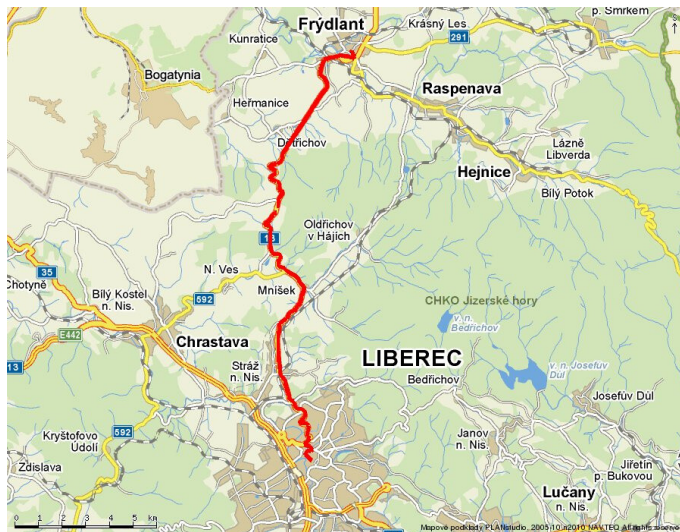 p. Smrkem
Frýdlant
Krásný Les
Kunratice
291
Bogatynia
Raspenava
Heřmanice
Dětřichov
Lázně
Libverda
Hejnice
Bílý Potok
Oldřichov
v Hájích
13
35
N. Ves
Chotyně
592
Mníšek
Bílý Kostel
n. Nis.
CHKO Jizerské hory
v. n.
Bedřichov
E442
Chrastava
13
LIBEREC
Stráž
n. Nis.
v. n. Josefův
Důl
Bedřichov
Josefův Důl
592
Kryštofovo
Údolí
Janov
n. Nis.
Zdislava
Jiřetín
p. Bukovou
Lučany
n. Nis.
0 1 2 3 4 5 km